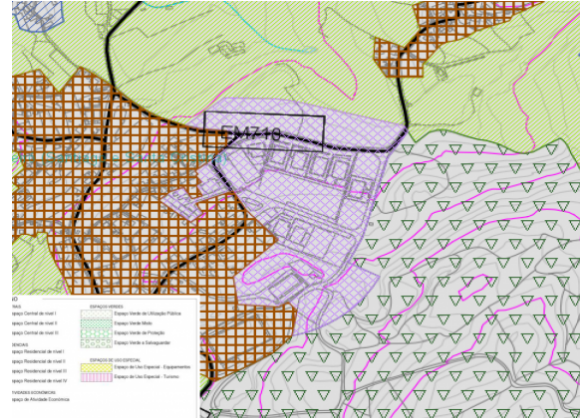 EM710
ESPAÇOS VERDES
Espaço Central de nível I
Espaço Verde de Utilização Pública
Espaço Central de nível II
Espaço Verde Misto
Espaço Central de nível III
Espaço Verde de Proteção
Espaço Verde a Salvaguardar
Espaço Residencial de nível I
Espaço Residencial de nível II
ESPAÇOS DE USO ESPECIAL
Espaço Residencial de nível III
Espaço de Uso Especial - Equipamentos
Espaço Residencial de nível IV
Espaço de Uso Especial - Turismo
Espaço de Atividade Económica